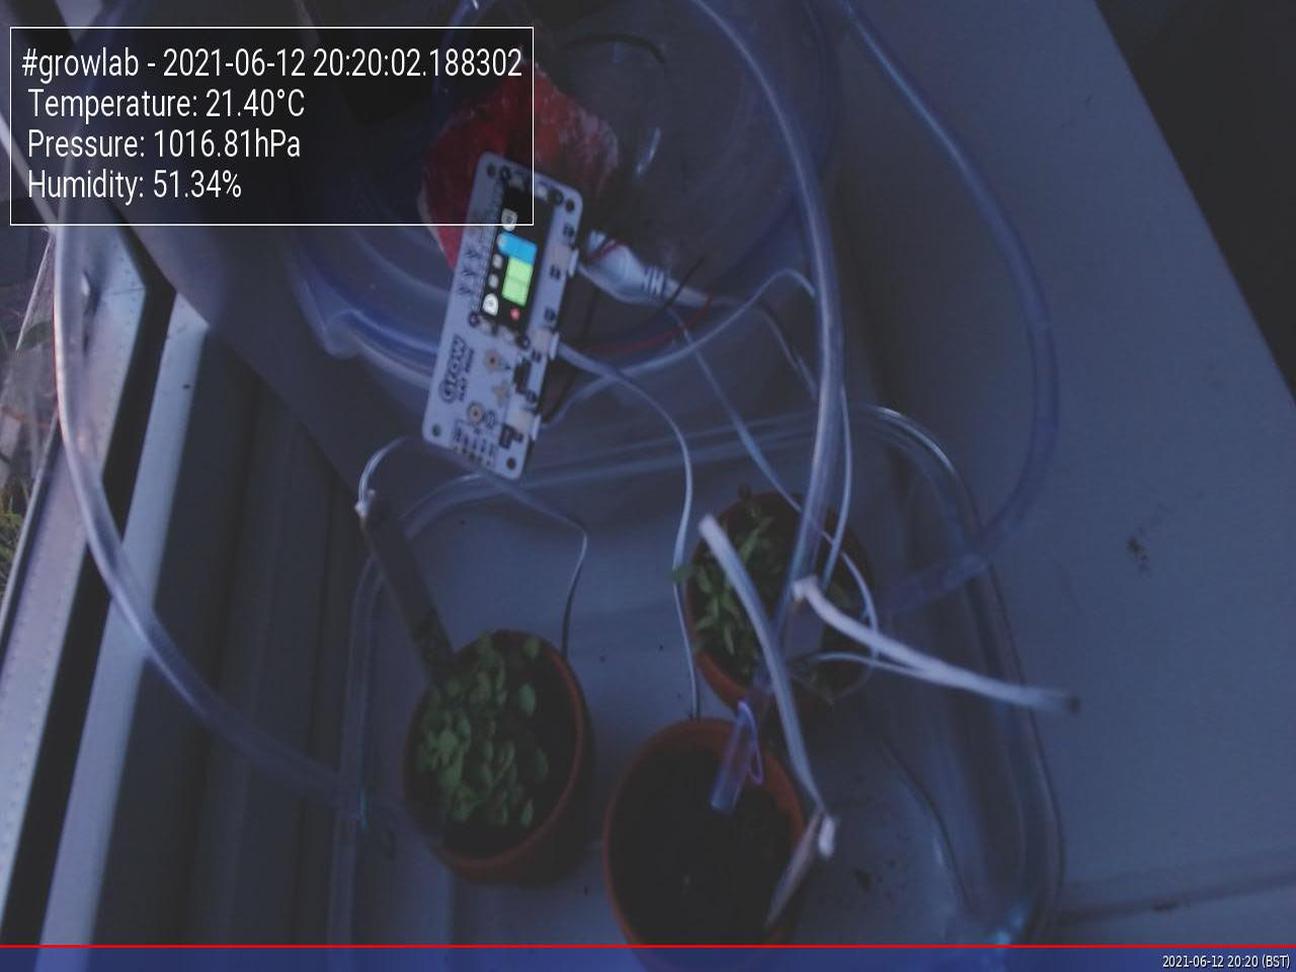 #growlab - 2021-06-12 20:20:02.188302
Temperature: 21.40°C
Pressure: 1016.81hPa
Humidity: 51.34%
GROW
2021-06-12 20:20 (BST)